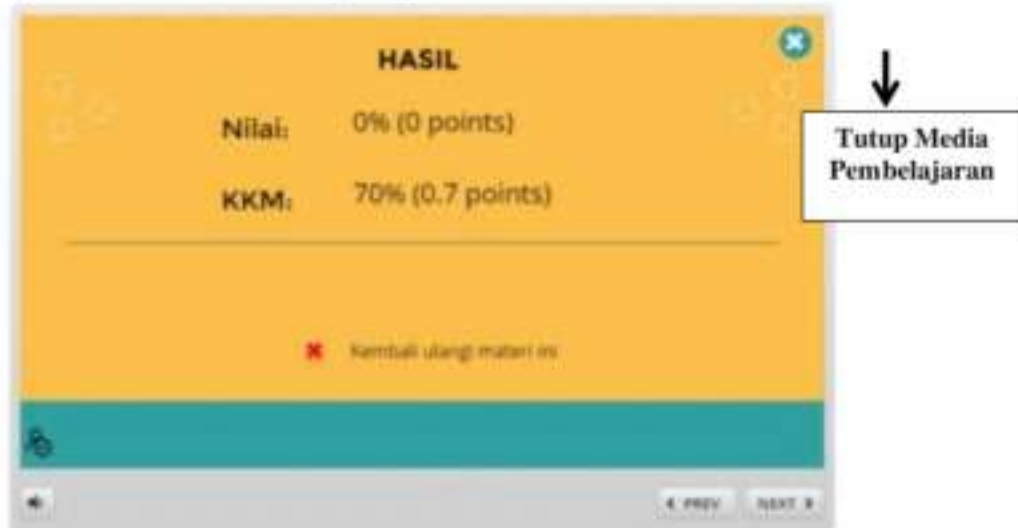 HASIL
Nilai: 0% (0 points)
KKM: 70% (0.7 points)
Kembali ulangi materi ini
PREV NEXT
Tutup Media
Pembelajaran